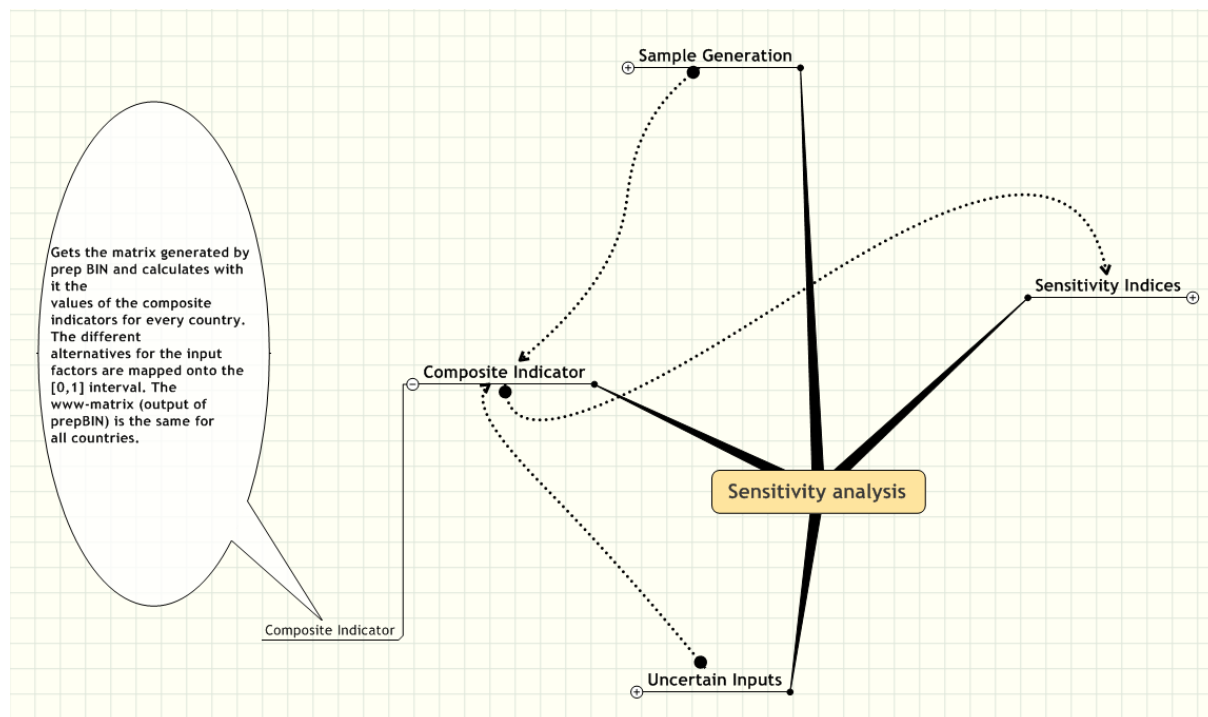 Sample Generation
Gets the matrix generated by
prep BIN and calculates with
it the
values of the composite
indicators for every country.
The different
alternatives for the input
factors are mapped onto the
[0,1] interval. The
www-matrix (output of
prepBIN) is the same for
all countries.
Sensitivity Indices
Composite Indicator
Sensitivity analysis
Composite Indicator
Uncertain Inputs